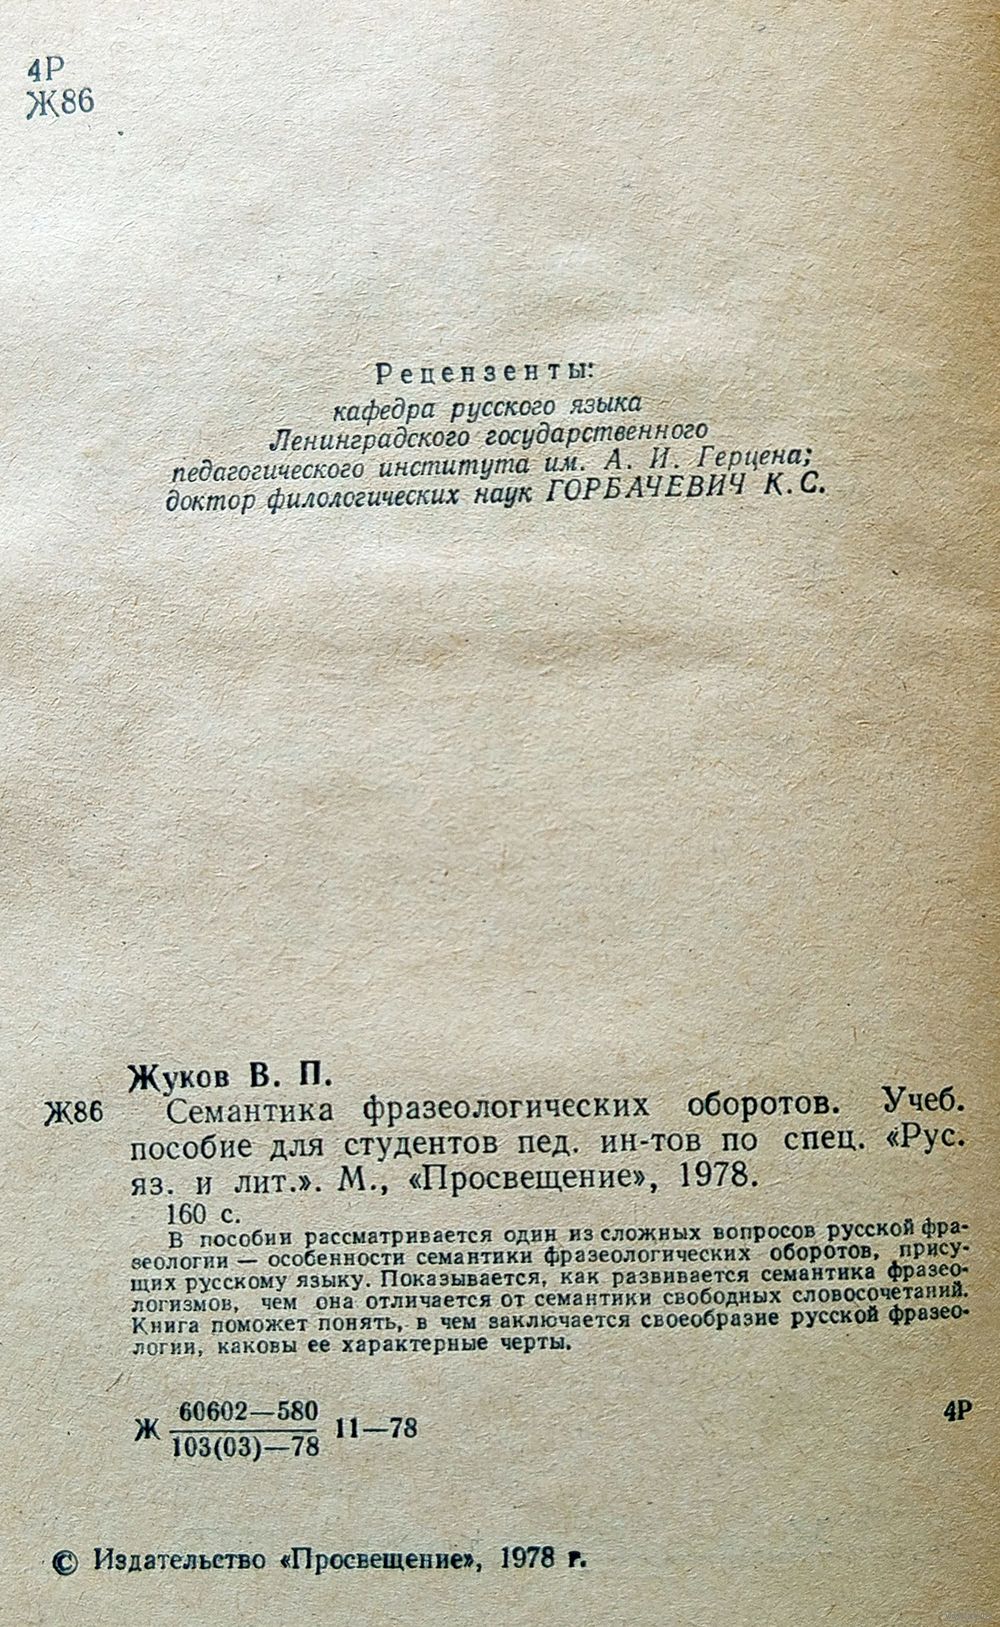 4Р
Ж86
Рецензенты:
кафедра русского языка
Ленинградского государственного
педагогического института им. А. И. Герцена;
доктор филологических наук ГОРБАЧЕВИЧ К. С.
Жуков В. П.
Ж86 Семантика фразеологических оборотов. Учеб.
пособие для студентов пед. ин-тов по спец. «Рус.
яз. и лит.». М., «Просвещение», 1978.
160 с.
В пособии рассматривается один из сложных вопросов русской фра-
зеологии — особенности семантики фразеологических оборотов, прису-
щих русскому языку. Показывается, как развивается семантика фразео-
логизмов, чем она отличается от семантики свободных словосочетаний.
Книга поможет понять, в чем заключается своеобразие русской фразео-
логии, каковы ее характерные черты.
Ж 60602—580
103(03)—78 11—78 4Р
© Издательство «Просвещение», 1978 г.